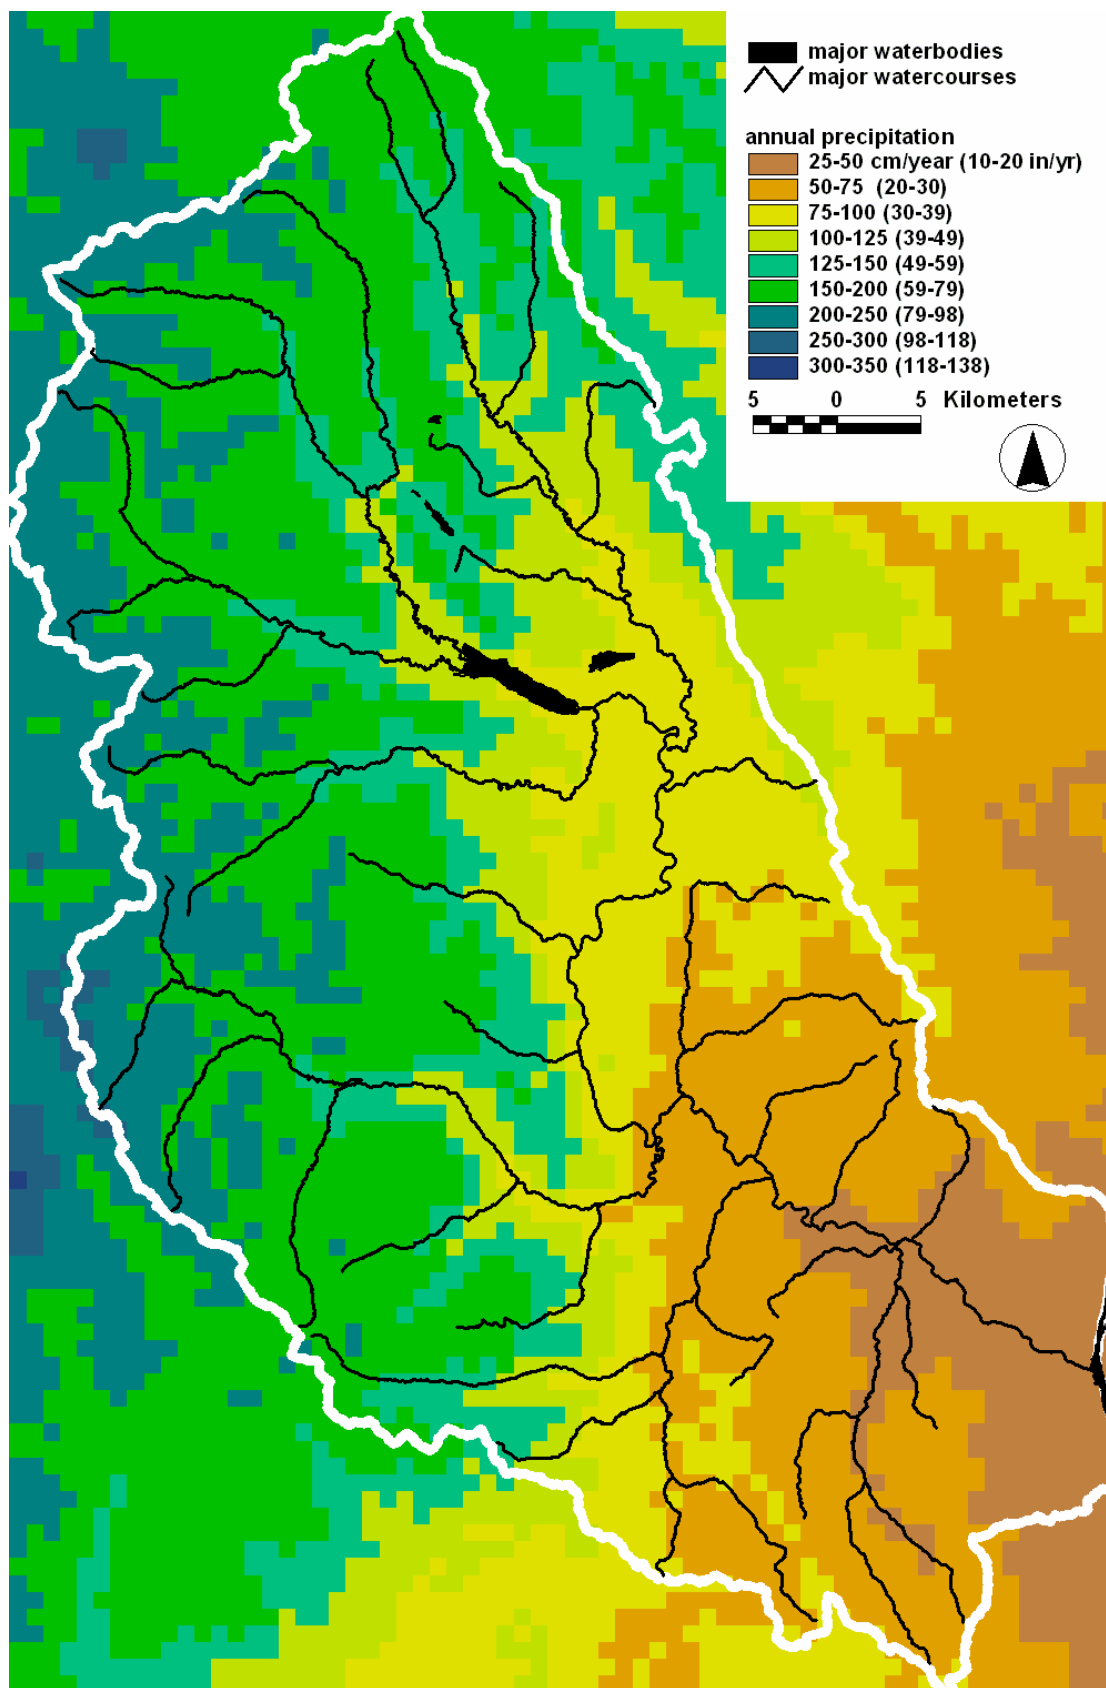 major waterbodies
major watercourses
annual precipitation
25-50 cm/year (10-20 in/yr)
50-75 (20-30)
75-100 (30-39)
100-125 (39-49)
125-150 (49-59)
150-200 (59-79)
200-250 (79-98)
250-300 (98-118)
300-350 (118-138)
5 0 5 Kilometers